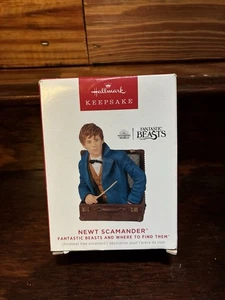 Hallmark
KEEPSAKE
FANTASTIC
BEASTS
NEWT SCAMANDER
FANTASTIC BEASTS AND WHERE TO FIND THEM